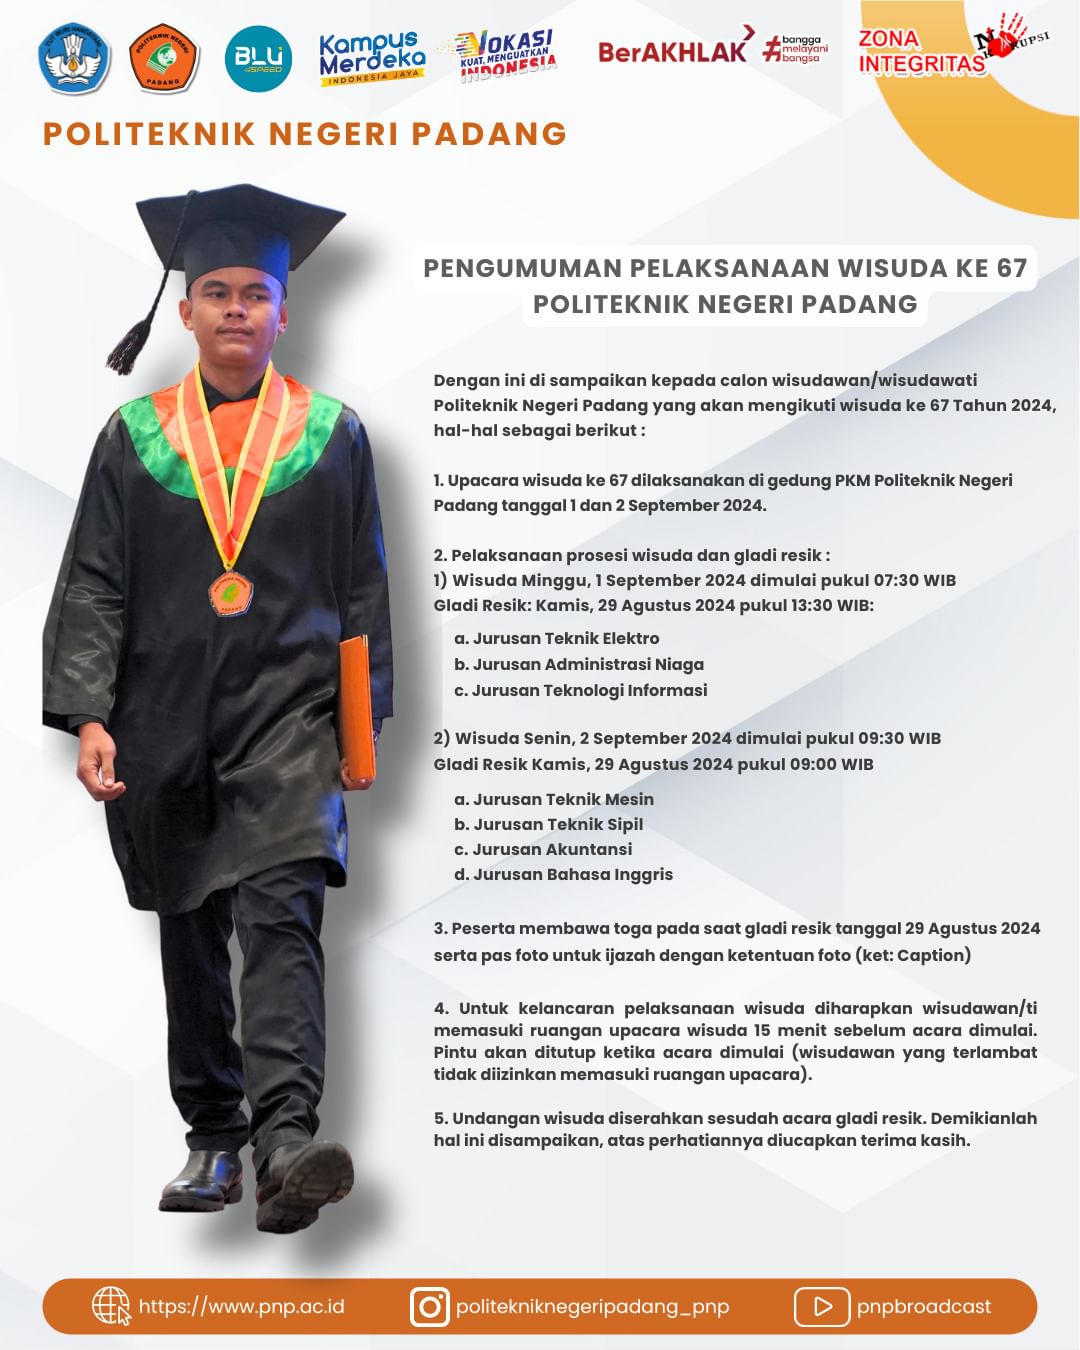 TUT WURI HANDAYANI
POLITEKNIK NEGERI
PADANG
BLU
SPEED
Kampus
Merdeka
INDONESIA JAYA
VOKASI
KUAT, MENGUATKAN
INDONESIA
BerAKHLAK
#bangga
melayani
bangsa
ZONA
INTEGRITAS
POLITEKNIK NEGERI PADANG
PENGUMUMAN PELAKSANAAN WISUDA KE 67
POLITEKNIK NEGERI PADANG
Dengan ini di sampaikan kepada calon wisudawan/wisudawati
Politeknik Negeri Padang yang akan mengikuti wisuda ke 67 Tahun 2024,
hal-hal sebagai berikut :
1. Upacara wisuda ke 67 dilaksanakan di gedung PKM Politeknik Negeri
Padang tanggal 1 dan 2 September 2024.
2. Pelaksanaan prosesi wisuda dan gladi resik :
1) Wisuda Minggu, 1 September 2024 dimulai pukul 07:30 WIB
Gladi Resik: Kamis, 29 Agustus 2024 pukul 13:30 WIB:
a. Jurusan Teknik Elektro
b. Jurusan Administrasi Niaga
c. Jurusan Teknologi Informasi
2) Wisuda Senin, 2 September 2024 dimulai pukul 09:30 WIB
Gladi Resik Kamis, 29 Agustus 2024 pukul 09:00 WIB
a. Jurusan Teknik Mesin
b. Jurusan Teknik Sipil
c. Jurusan Akuntansi
d. Jurusan Bahasa Inggris
3. Peserta membawa toga pada saat gladi resik tanggal 29 Agustus 2024
serta pas foto untuk ijazah dengan ketentuan foto (ket: Caption)
4. Untuk kelancaran pelaksanaan wisuda diharapkan wisudawan/ti
memasuki ruangan upacara wisuda 15 menit sebelum acara dimulai.
Pintu akan ditutup ketika acara dimulai (wisudawan yang terlambat
tidak diizinkan memasuki ruangan upacara).
5. Undangan wisuda diserahkan sesudah acara gladi resik. Demikianlah
hal ini disampaikan, atas perhatiannya diucapkan terima kasih.
https://www.pnp.ac.id
politekniknegeripadang_pnp
pnpbroadcast